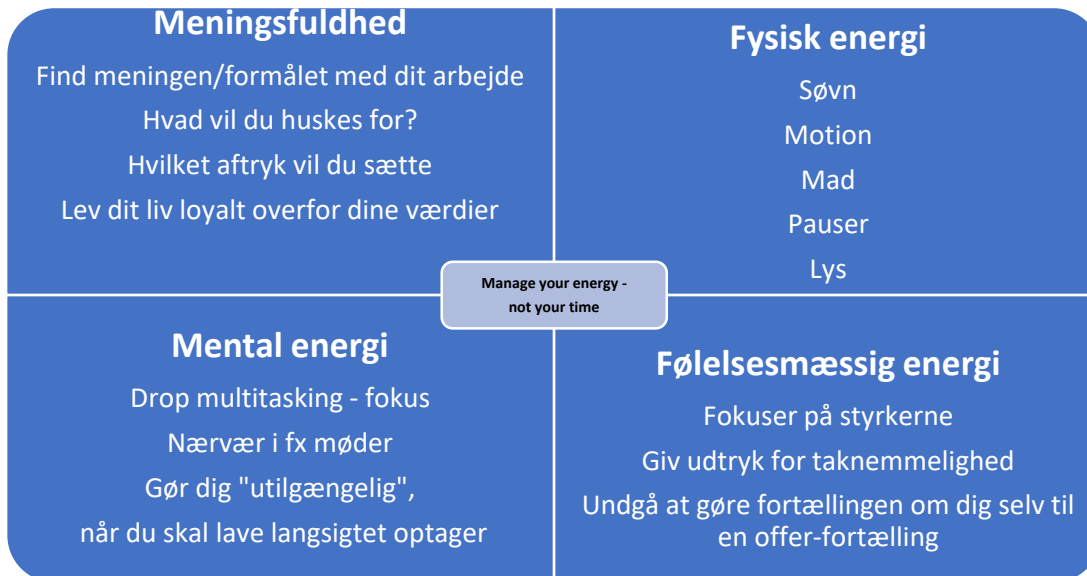 Meningsfuldhed
Find meningen/formålet med dit arbejde
Hvad vil du huskes for?
Hvilket aftryk vil du sætte
Lev dit liv loyalt overfor dine værdier
Fysisk energi
Søvn
Motion
Mad
Pauser
Lys
Manage your energy -
not your time
Mental energi
Drop multitasking - fokus
Nærvær i fx møder
Gør dig "utilgængelig",
når du skal lave langsigtet optager
Følelsesmæssig energi
Fokuser på styrkerne
Giv udtryk for taknemmelighed
Undgå at gøre fortællingen om dig selv til
en offer-fortælling